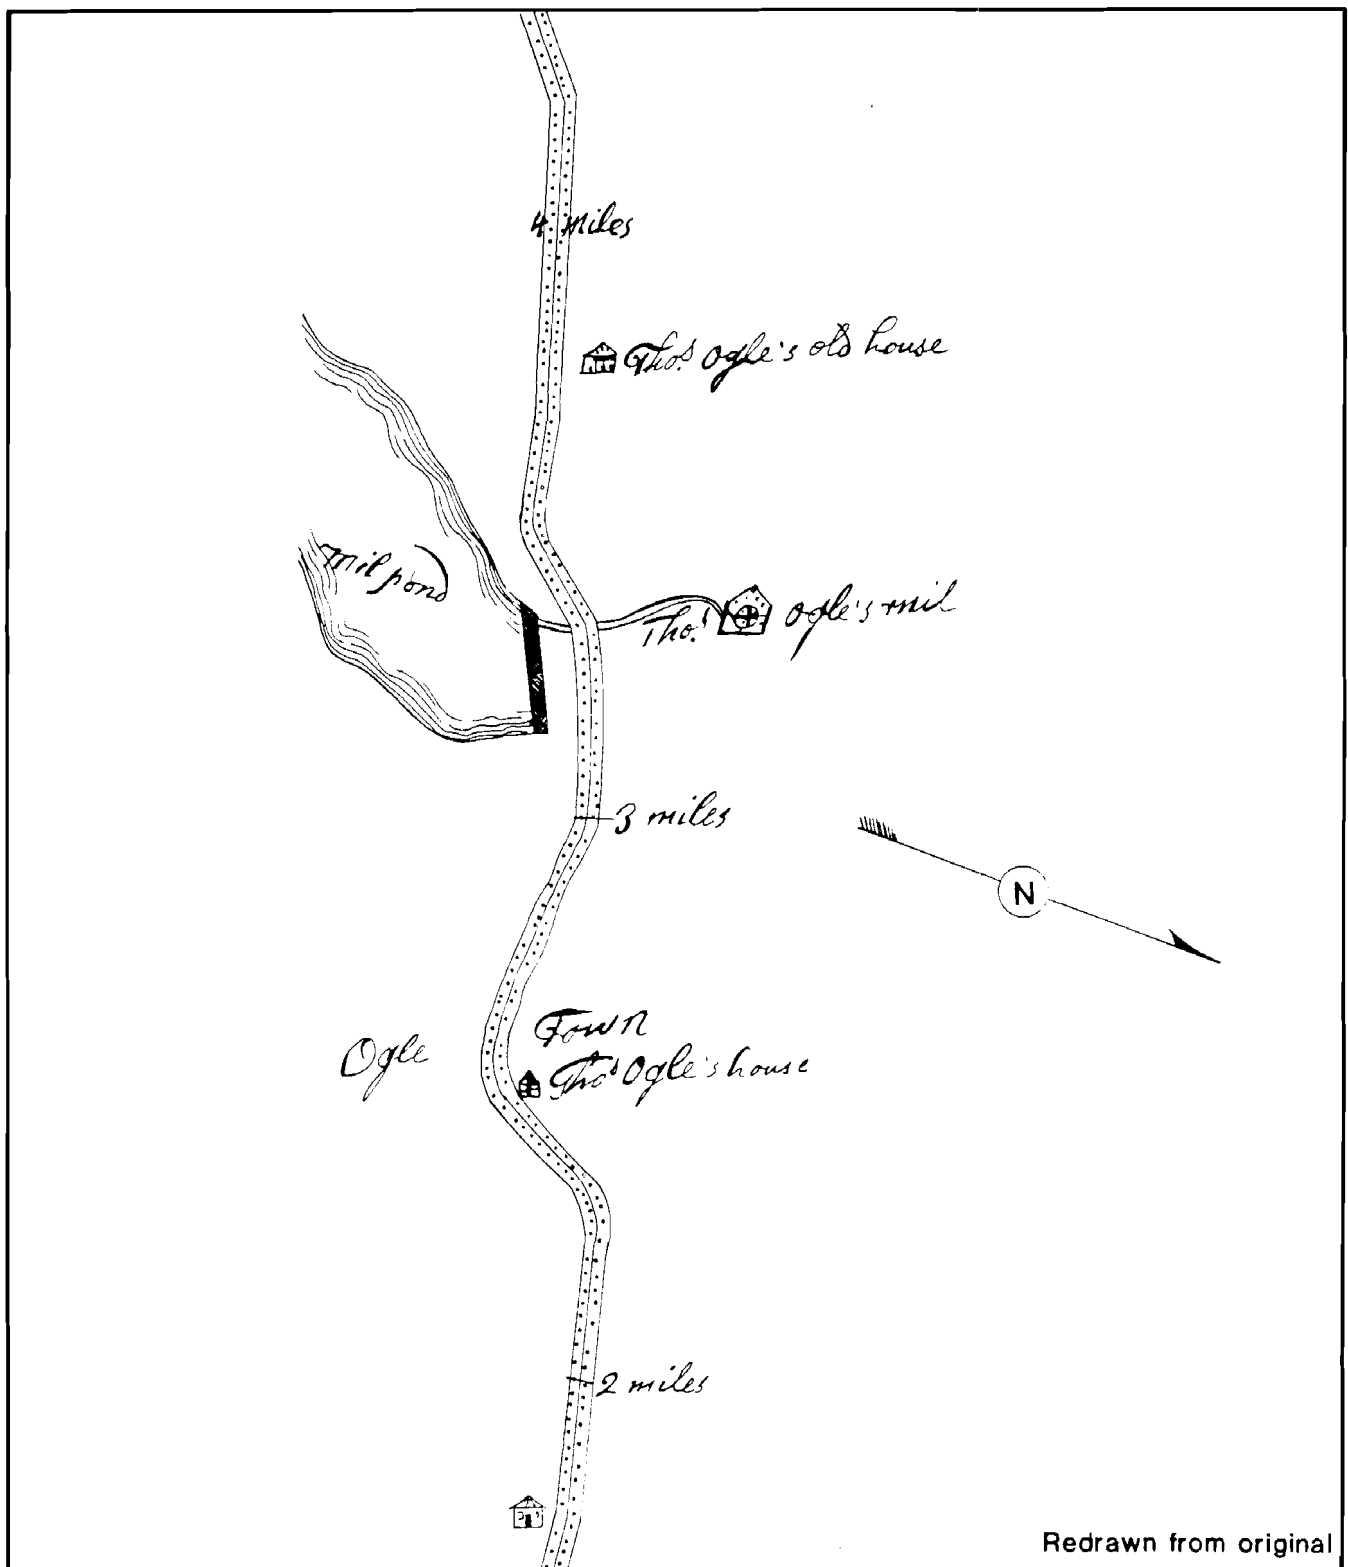 4 miles
Thoˢ. Ogle's old house
Mil pond
Thoˢ. Ogle's mil
3 miles
N
Ogle Town
Thoˢ Ogle's house
2 miles
Redrawn from original